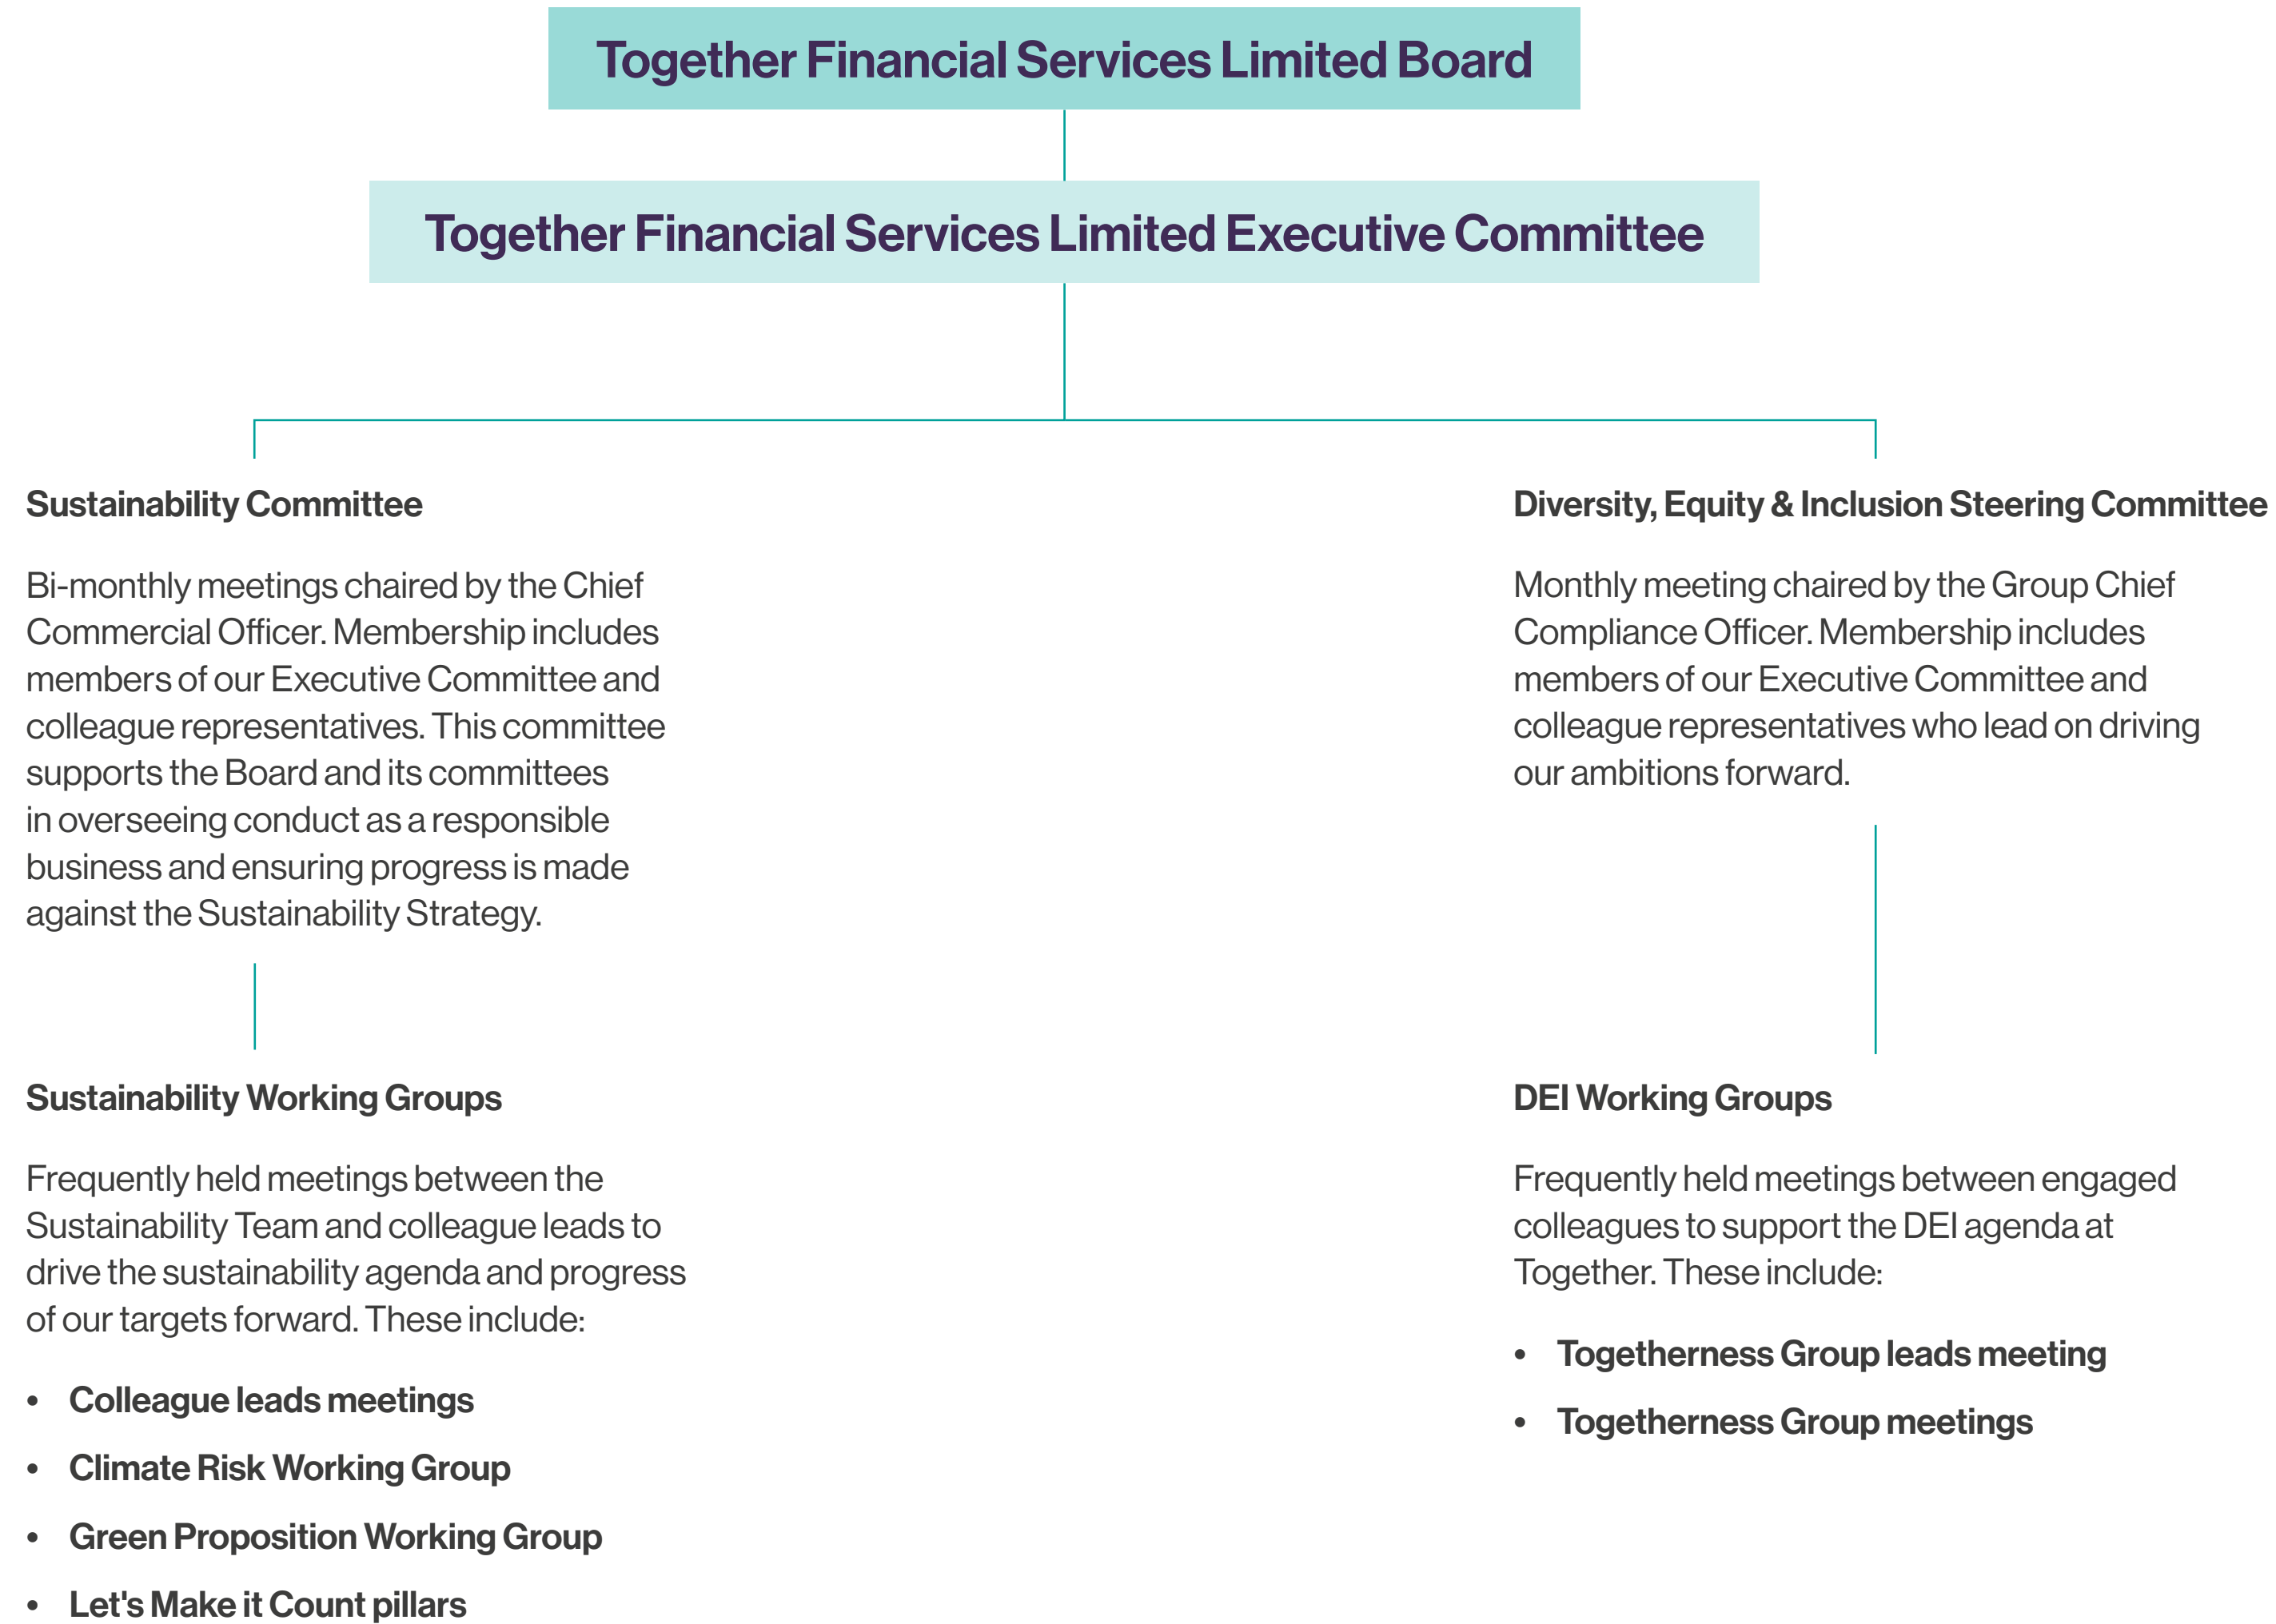 Together Financial Services Limited Board
Together Financial Services Limited Executive Committee
Sustainability Committee
Bi-monthly meetings chaired by the Chief
Commercial Officer. Membership includes
members of our Executive Committee and
colleague representatives. This committee
supports the Board and its committees
in overseeing conduct as a responsible
business and ensuring progress is made
against the Sustainability Strategy.
Sustainability Working Groups
Frequently held meetings between the
Sustainability Team and colleague leads to
drive the sustainability agenda and progress
of our targets forward. These include:
• Colleague leads meetings
• Climate Risk Working Group
• Green Proposition Working Group
• Let's Make it Count pillars
Diversity, Equity & Inclusion Steering Committee
Monthly meeting chaired by the Group Chief
Compliance Officer. Membership includes
members of our Executive Committee and
colleague representatives who lead on driving
our ambitions forward.
DEI Working Groups
Frequently held meetings between engaged
colleagues to support the DEI agenda at
Together. These include:
• Togetherness Group leads meeting
• Togetherness Group meetings